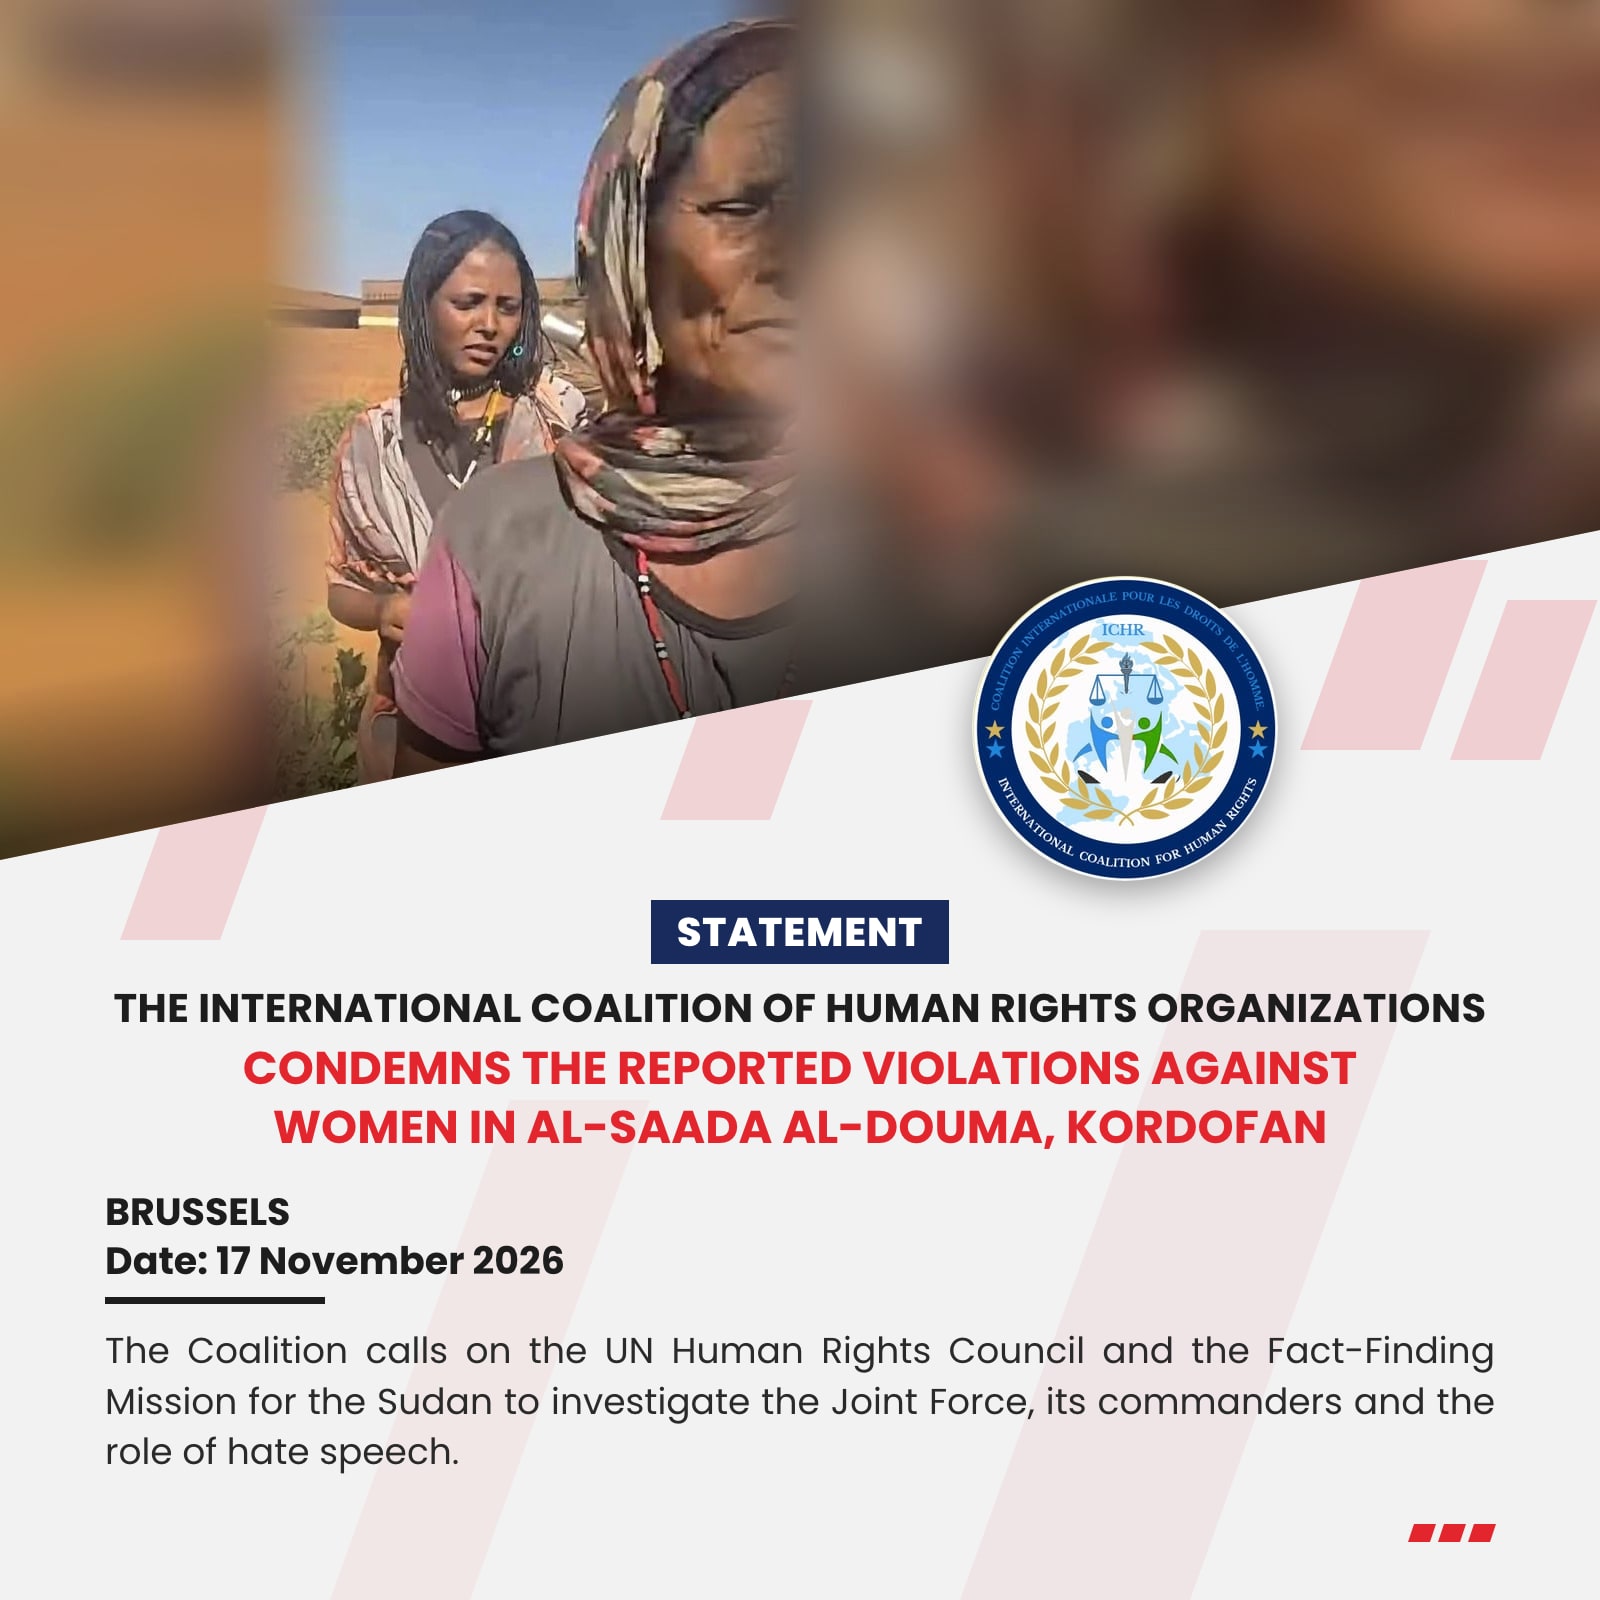 COALITION INTERNATIONALE POUR LES DROITS DE L'HOMME
ICHR
INTERNATIONAL COALITION FOR HUMAN RIGHTS
STATEMENT
THE INTERNATIONAL COALITION OF HUMAN RIGHTS ORGANIZATIONS
CONDEMNS THE REPORTED VIOLATIONS AGAINST
WOMEN IN AL-SAADA AL-DOUMA, KORDOFAN
BRUSSELS
Date: 17 November 2026
The Coalition calls on the UN Human Rights Council and the Fact-Finding
Mission for the Sudan to investigate the Joint Force, its commanders and the
role of hate speech.